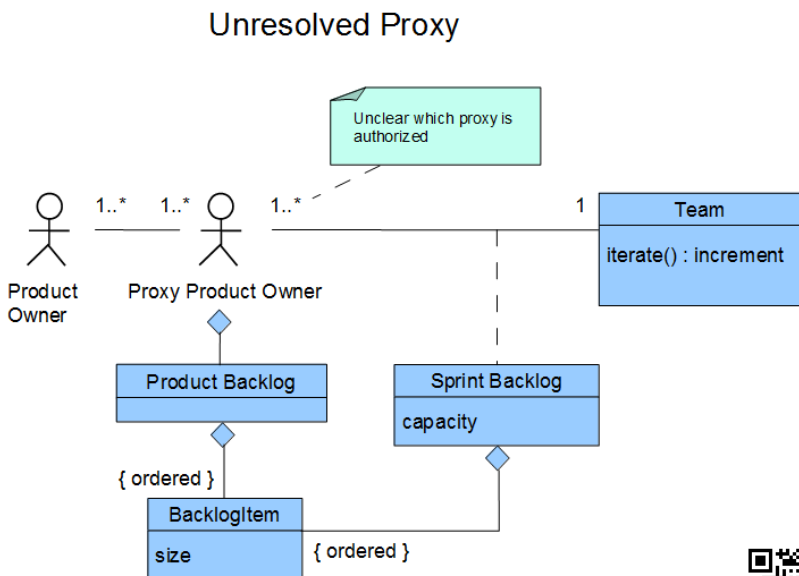 Unresolved Proxy
Unclear which proxy is
authorized
1..*
1..*
1..*
1
Team
iterate() : increment
Product
Owner
Proxy Product Owner
Product Backlog
Sprint Backlog
capacity
{ ordered }
BacklogItem
size
{ ordered }